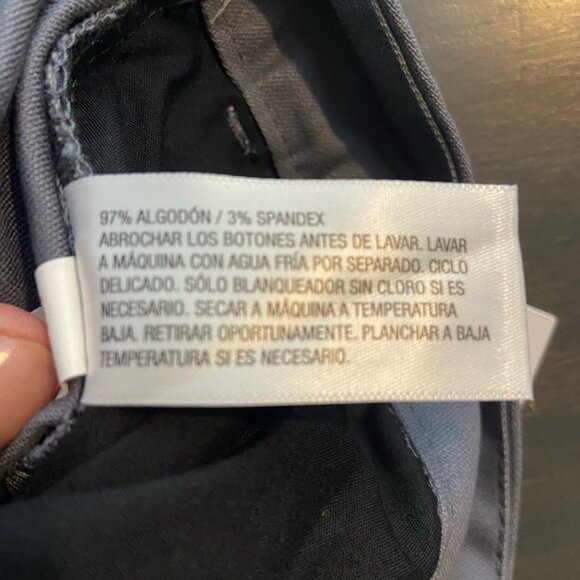 97% ALGODÓN / 3% SPANDEX
ABROCHAR LOS BOTONES ANTES DE LAVAR. LAVAR
A MÁQUINA CON AGUA FRÍA POR SEPARADO. CICLO
DELICADO. SÓLO BLANQUEADOR SIN CLORO SI ES
NECESARIO. SECAR A MÁQUINA A TEMPERATURA
BAJA. RETIRAR OPORTUNAMENTE. PLANCHAR A BAJA
TEMPERATURA SI ES NECESARIO.